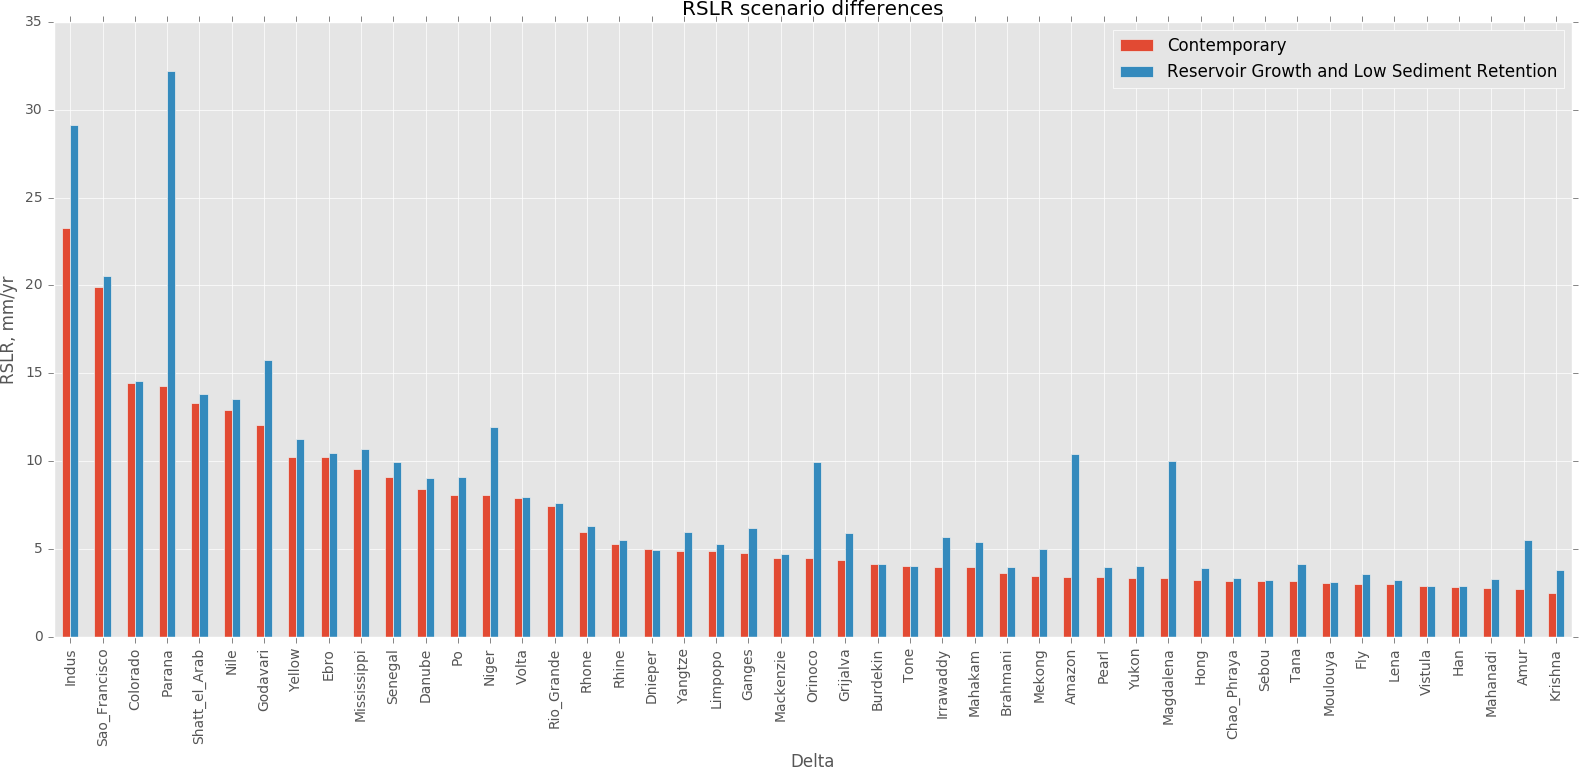 RSLR scenario differences
Contemporary
Reservoir Growth and Low Sediment Retention
RSLR, mm/yr
35
30
25
20
15
10
5
0
Indus
Sao_Francisco
Colorado
Parana
Shatt_el_Arab
Nile
Godavari
Yellow
Ebro
Mississippi
Senegal
Danube
Po
Niger
Volta
Rio_Grande
Rhone
Rhine
Dnieper
Yangtze
Limpopo
Ganges
Mackenzie
Orinoco
Grijalva
Burdekin
Tone
Irrawaddy
Mahakam
Brahmani
Mekong
Amazon
Pearl
Yukon
Magdalena
Hong
Chao_Phraya
Sebou
Tana
Moulouya
Fly
Lena
Vistula
Han
Mahanadi
Amur
Krishna
Delta